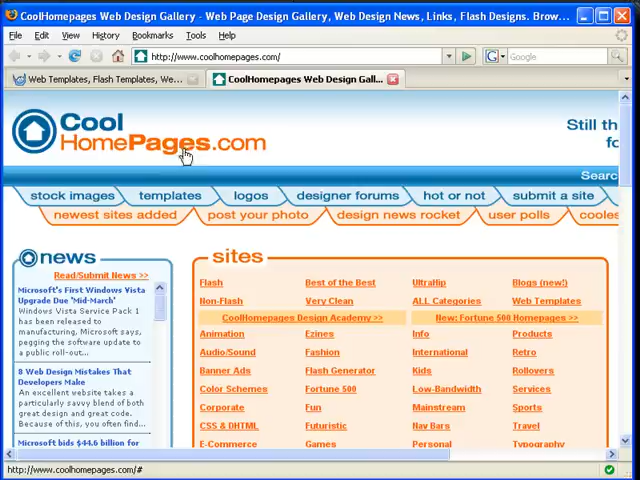 CoolHomepages Web Design Gallery - Web Page Design Gallery, Web Design News, Links, Flash Designs. Brow...
File Edit View History Bookmarks Tools Help
http://www.coolhomepages.com/
Google
Web Templates, Flash Templates, We...
CoolHomepages Web Design Gall...
Cool
HomePages.com
Still th
fo
Searc
stock images templates logos designer forums hot or not submit a site
newest sites added post your photo design news rocket user polls cooles
news
Read/Submit News >>
Microsoft's First Windows Vista
Upgrade Due 'Mid-March'
Windows Vista Service Pack 1
has been released to
manufacturing, Microsoft says,
pegging the software update to
a public roll-out...
8 Web Design Mistakes That
Developers Make
An excellent website takes a
particularly savvy blend of both
great design and great code.
Because of this, you often find...
Microsoft bids $44.6 billion for
sites
Flash Best of the Best UltraHip Blogs (new!)
Non-Flash Very Clean ALL Categories Web Templates
CoolHomepages Design Academy >> New: Fortune 500 Homepages >>
Animation Ezines Info Products
Audio/Sound Fashion International Retro
Banner Ads Flash Generator Kids Rollovers
Color Schemes Fortune 500 Low-Bandwidth Services
Corporate Fun Mainstream Sports
CSS & DHTML Futuristic Nav Bars Travel
E-Commerce Games Personal Typography
http://www.coolhomepages.com/#